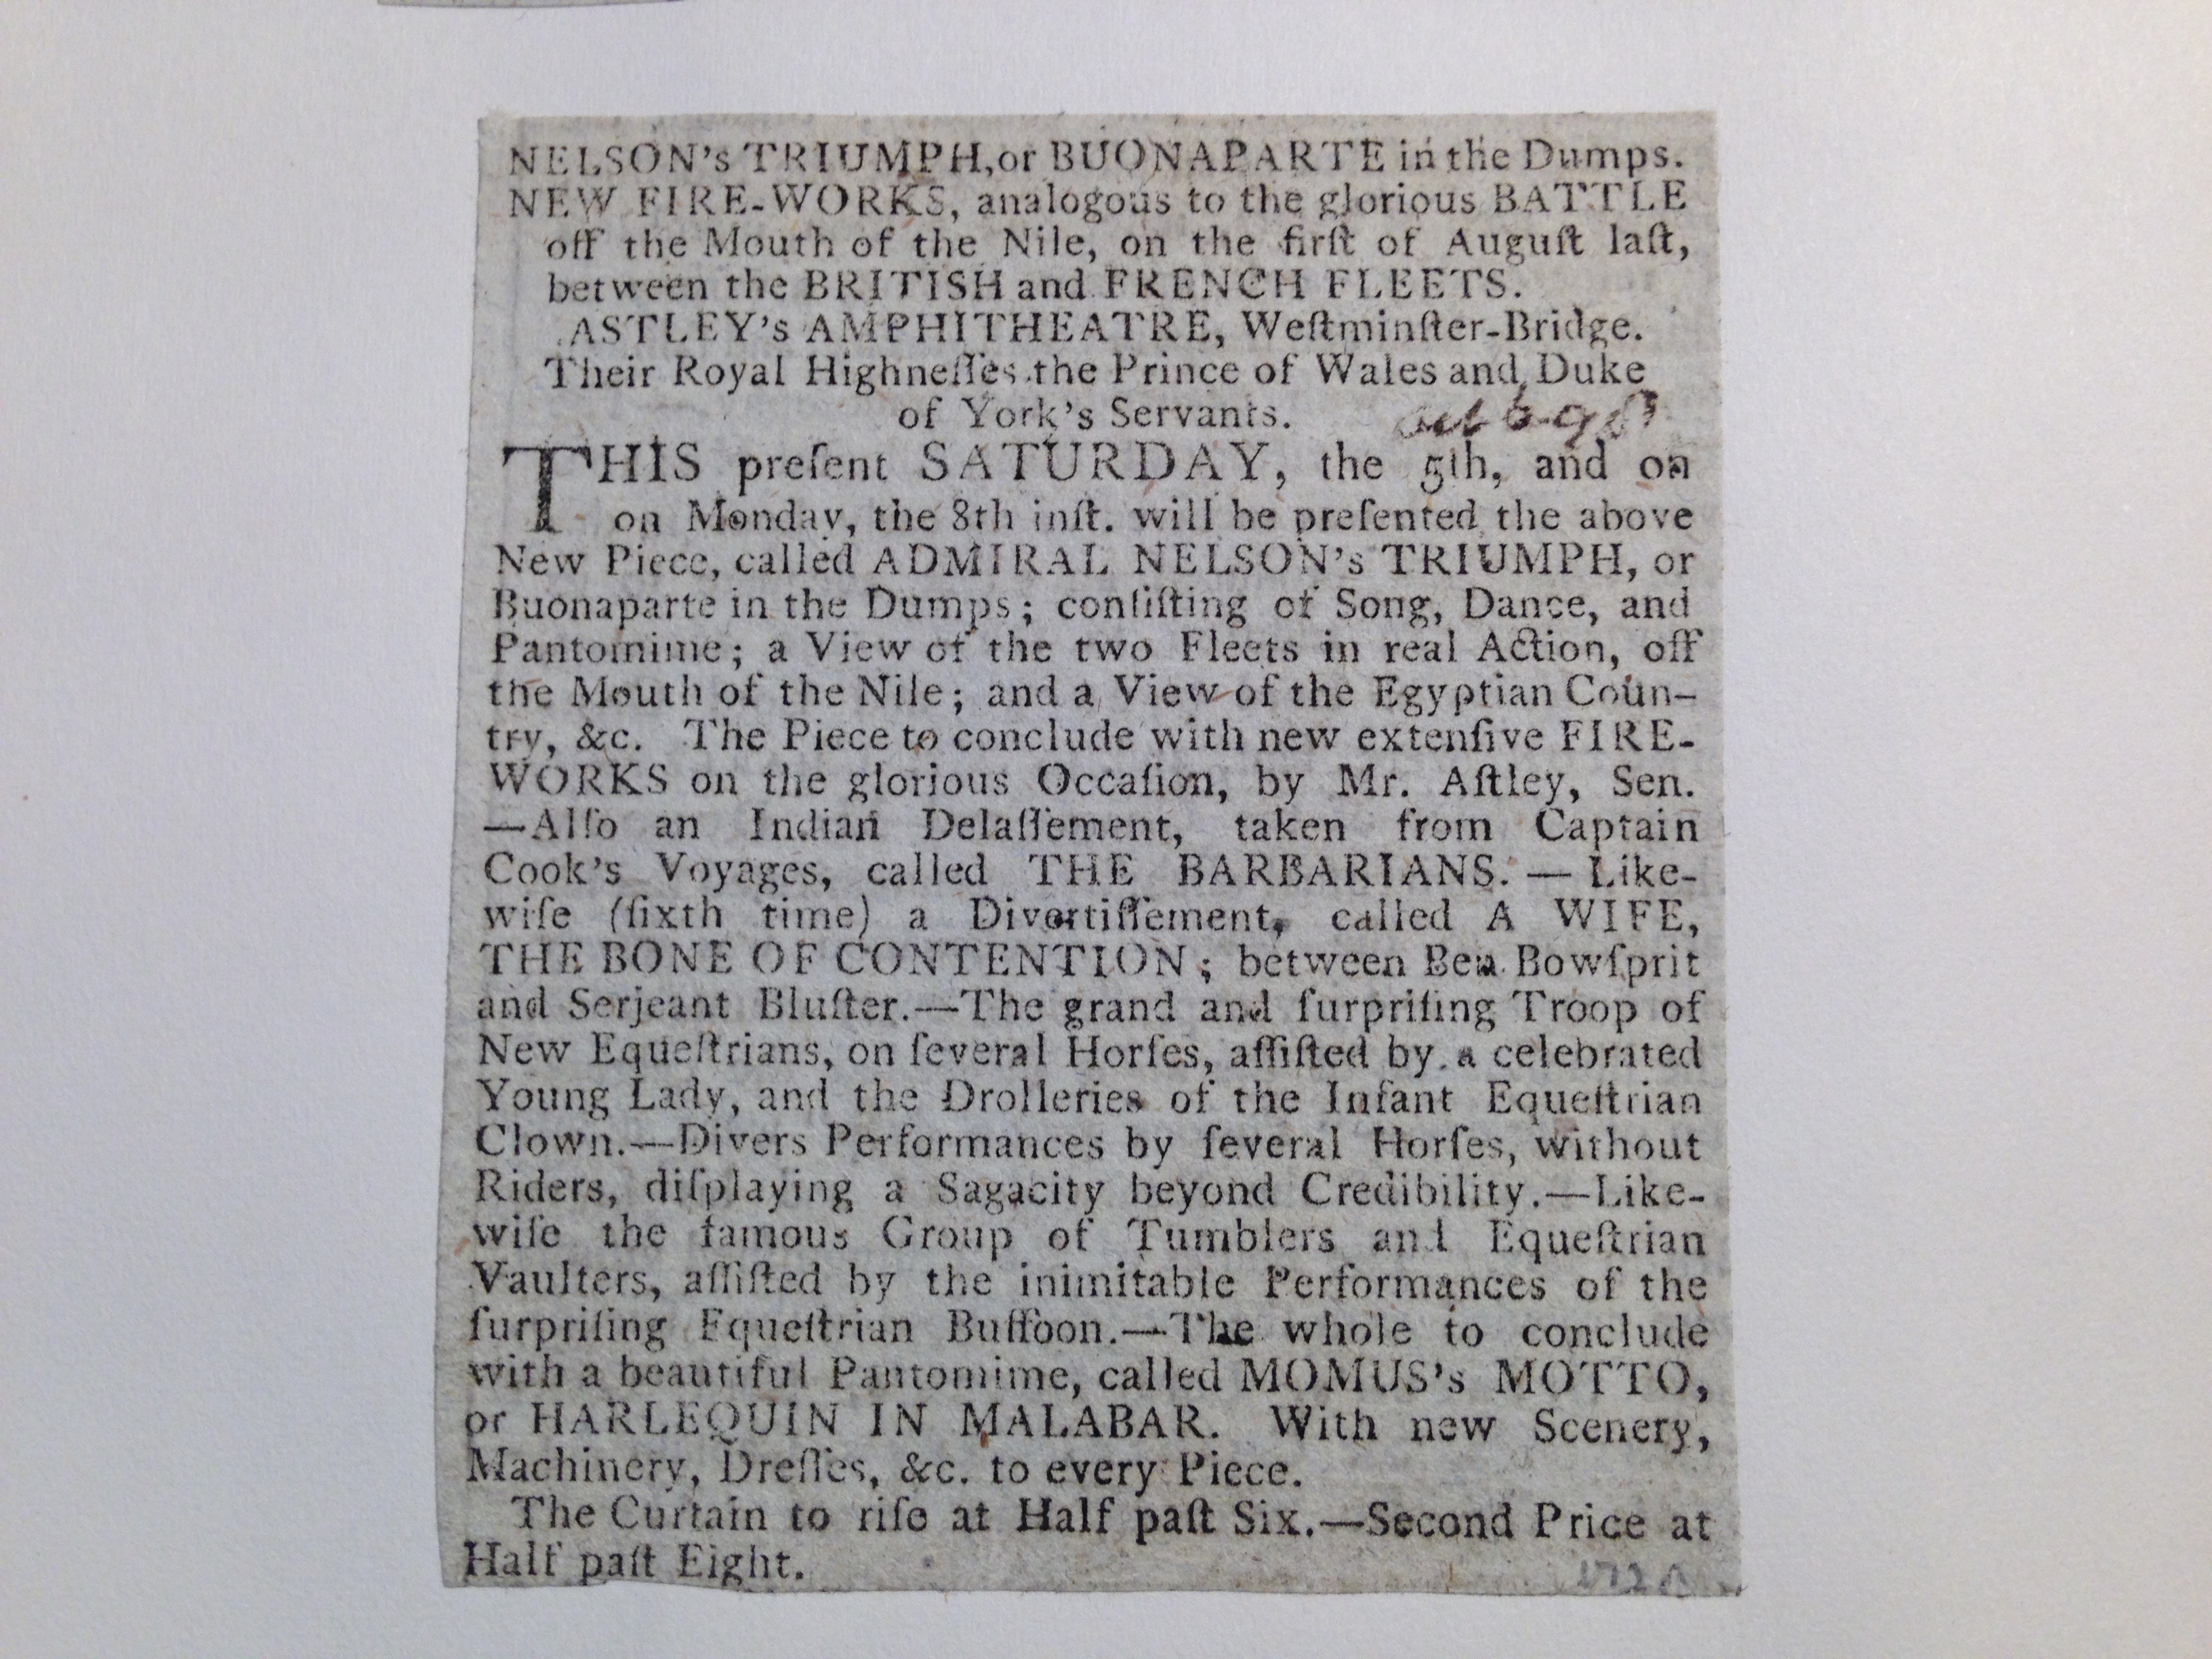 NELSON's TRIUMPH, or BUONAPARTE in the Dumps.
NEW FIRE-WORKS, analogous to the glorious BATTLE
off the Mouth of the Nile, on the firſt of Auguſt laſt,
between the BRITISH and FRENCH FLEETS.
ASTLEY's AMPHITHEATRE, Weſtminſter-Bridge.
Their Royal Highneſſes the Prince of Wales and Duke
of York's Servants.
THIS preſent SATURDAY, the 5th, and on
on Monday, the 8th inſt. will be preſented the above
New Piece, called ADMIRAL NELSON's TRIUMPH, or
Buonaparte in the Dumps; conſiſting of Song, Dance, and
Pantomime; a View of the two Fleets in real Action, off
the Mouth of the Nile; and a View of the Egyptian Coun-
try, &c. The Piece to conclude with new extenſive FIRE-
WORKS on the glorious Occaſion, by Mr. Aſtley, Sen.
—Alſo an Indian Delaſſement, taken from Captain
Cook's Voyages, called THE BARBARIANS.—Like-
wiſe (ſixth time) a Divertiſſement, called A WIFE,
THE BONE OF CONTENTION; between Ben Bowſprit
and Serjeant Bluſter.—The grand and ſurpriſing Troop of
New Equeſtrians, on ſeveral Horſes, aſſiſted by a celebrated
Young Lady, and the Drolleries of the Infant Equeſtrian
Clown.—Divers Performances by ſeveral Horſes, without
Riders, diſplaying a Sagacity beyond Credibility.—Like-
wiſe the famous Group of Tumblers and Equeſtrian
Vaulters, aſſiſted by the inimitable Performances of the
ſurpriſing Equeſtrian Buffoon.—The whole to conclude
with a beautiful Pantomime, called MOMUS's MOTTO,
or HARLEQUIN IN MALABAR. With new Scenery,
Machinery, Dreſſes, &c. to every Piece.
The Curtain to riſe at Half paſt Six.—Second Price at
Half paſt Eight.